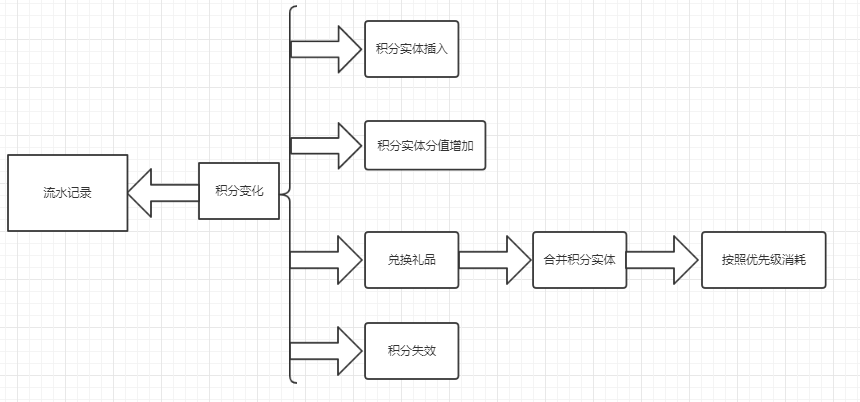 积分实体插入
积分实体分值增加
流水记录
积分变化
兑换礼品
合并积分实体
按照优先级消耗
积分失效